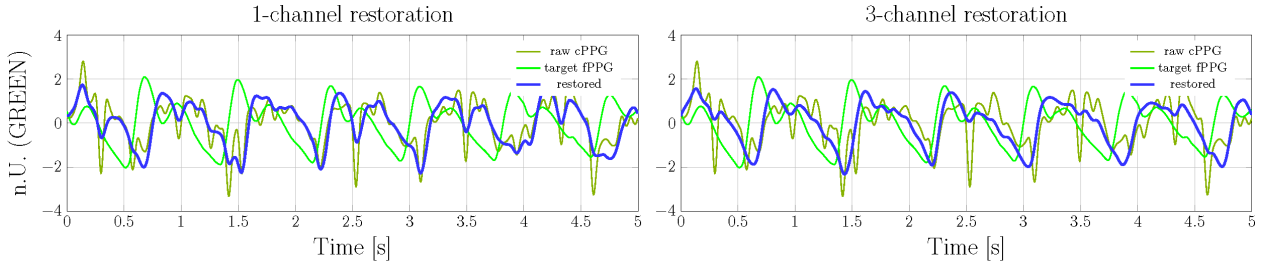 1-channel restoration
3-channel restoration
n.U. (GREEN)
4
2
0
−2
−4
raw cPPG
target fPPG
restored
0
0.5
1
1.5
2
2.5
3
3.5
4
4.5
5
Time [s]
4
2
0
−2
−4
raw cPPG
target fPPG
restored
0
0.5
1
1.5
2
2.5
3
3.5
4
4.5
5
Time [s]